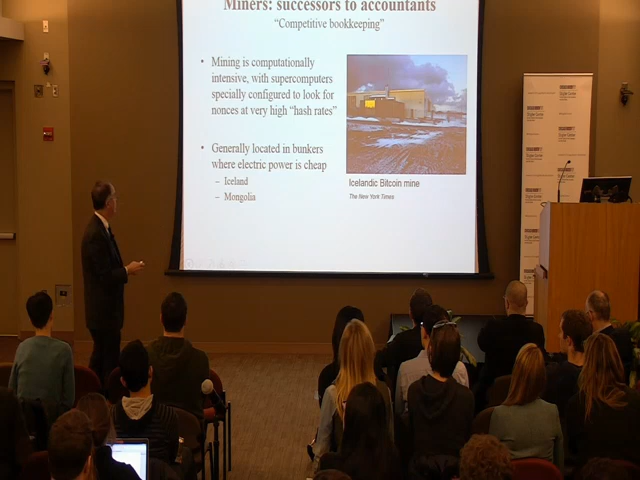 Miners: successors to accountants
“Competitive bookkeeping”
• Mining is computationally
intensive, with supercomputers
specially configured to look for
nonces at very high “hash rates”
• Generally located in bunkers
where electric power is cheap
– Iceland
– Mongolia
Icelandic Bitcoin mine
The New York Times